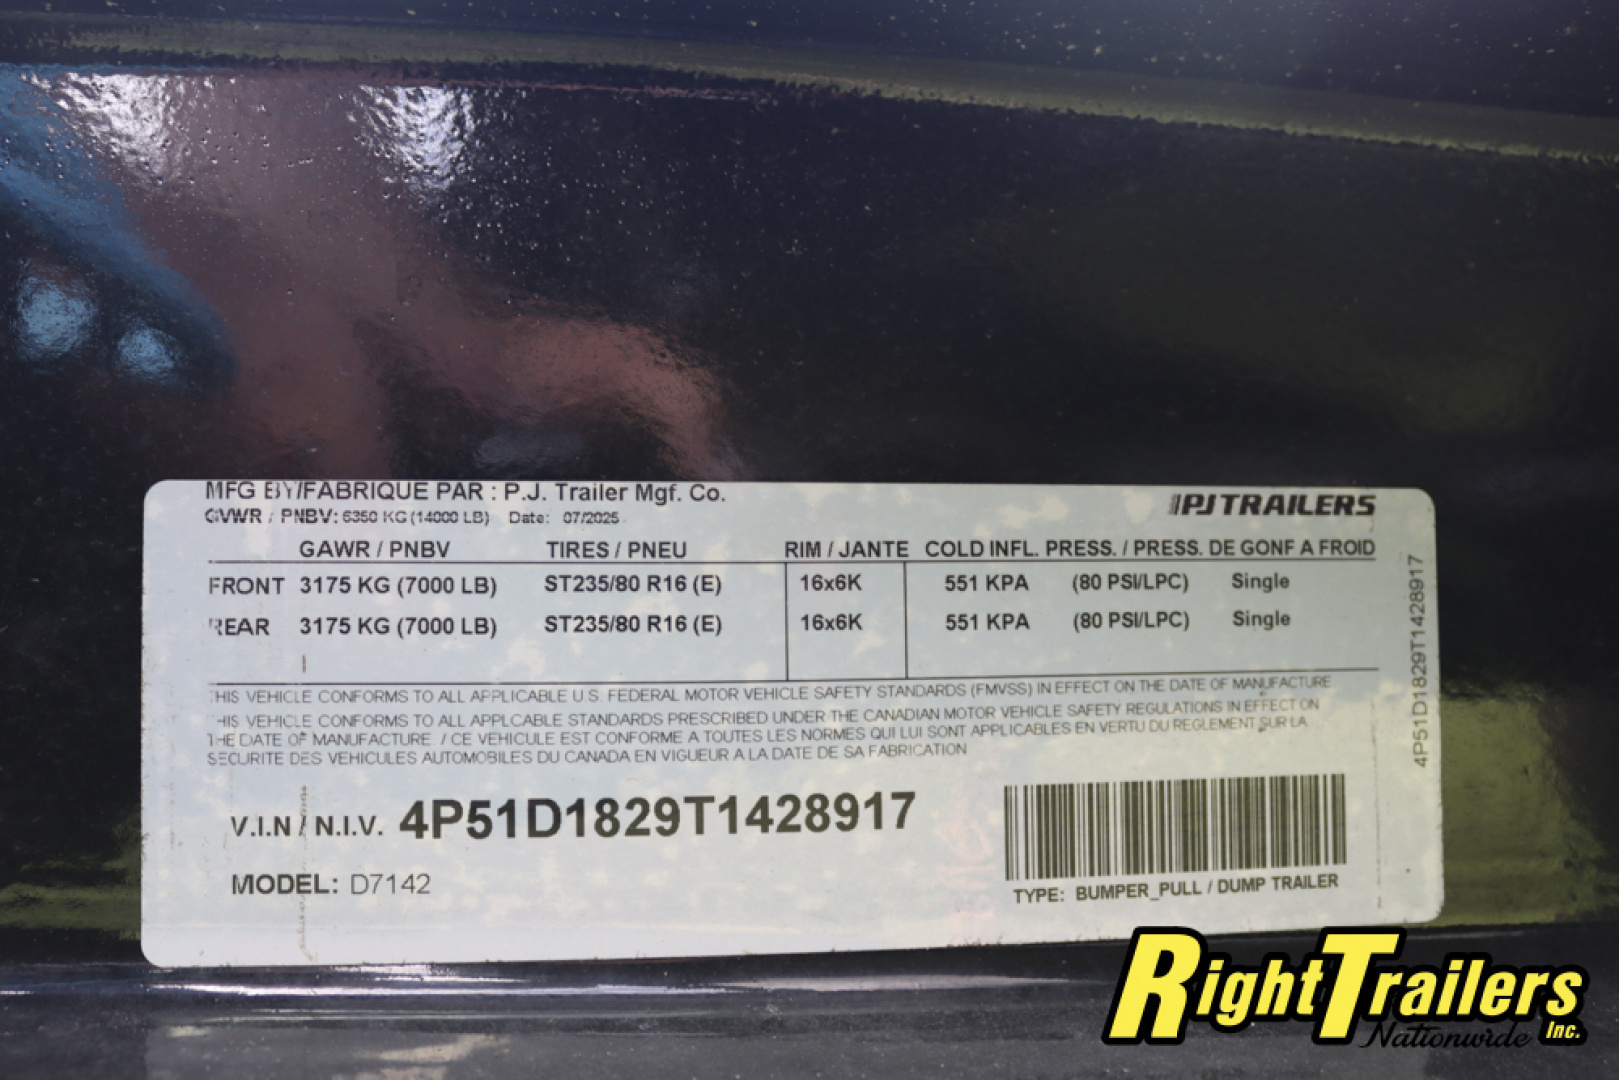 MFG BY/FABRIQUE PAR : P.J. Trailer Mfg. Co.
PJTRAILERS
GVWR / PNBV: 6350 KG (14000 LB) Date: 07/2025
GAWR / PNBV TIRES / PNEU RIM / JANTE COLD INFL. PRESS. / PRESS. DE GONF A FROID
FRONT 3175 KG (7000 LB) ST235/80 R16 (E) 16x6K 551 KPA (80 PSI/LPC) Single
REAR 3175 KG (7000 LB) ST235/80 R16 (E) 16x6K 551 KPA (80 PSI/LPC) Single
THIS VEHICLE CONFORMS TO ALL APPLICABLE U.S. FEDERAL MOTOR VEHICLE SAFETY STANDARDS (FMVSS) IN EFFECT ON THE DATE OF MANUFACTURE
THIS VEHICLE CONFORMS TO ALL APPLCABLE STANDARDS PRESCRIBED UNDER THE CANADIAN MOTOR VEHICLE SAFETY REGULATIONS IN EFFECT ON
THE DATE OF MANUFACTURE. / CE VEHICULE EST CONFORME A TOUTES LES NORMES QUI LUI SONT APPLICABLES EN VERTU DU REGLEMENT SUR LA
SECURITE DES VEHICULES AUTOMOBILES DU CANADA EN VIGUEUR A LA DATE DE SA FABRICATION
4P51D1829T1428917
V.I.N / N.I.V. 4P51D1829T1428917
MODEL: D7142
TYPE: BUMPER_PULL / DUMP TRAILER
RightTrailers
Nationwide Inc.